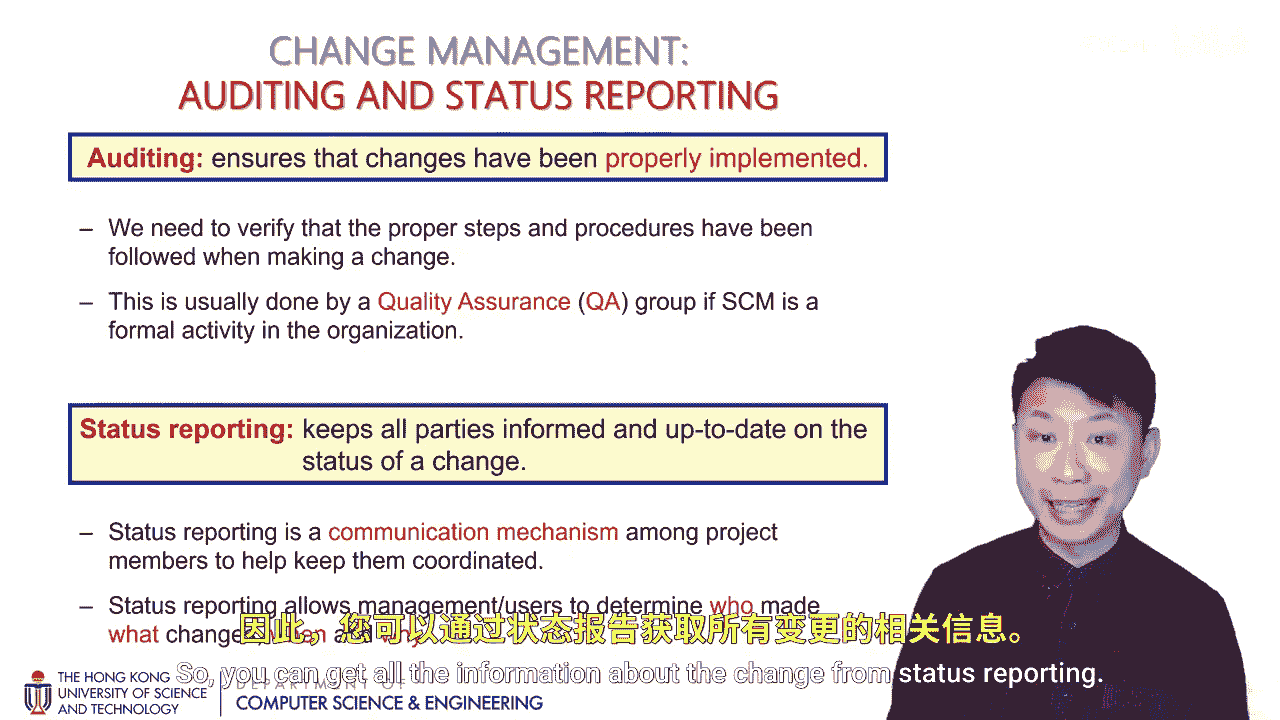 CHANGE MANAGEMENT:
AUDITING AND STATUS REPORTING
Auditing: ensures that changes have been properly implemented.
– We need to verify that the proper steps and procedures have been
followed when making a change.
– This is usually done by a Quality Assurance (QA) group if SCM is a
formal activity in the organization.
Status reporting: keeps all parties informed and up-to-date on the
status of a change.
– Status reporting is a communication mechanism among project
members to help keep them coordinated.
– Status reporting allows management/users to determine who made
what change
因此，您可以通过状态报告获取所有变更的相关信息。
So, you can get all the information about the change from status reporting.
THE HONG KONG
UNIVERSITY OF SCIENCE
AND TECHNOLOGY
DEPARTMENT OF
COMPUTER SCIENCE & ENGINEERING